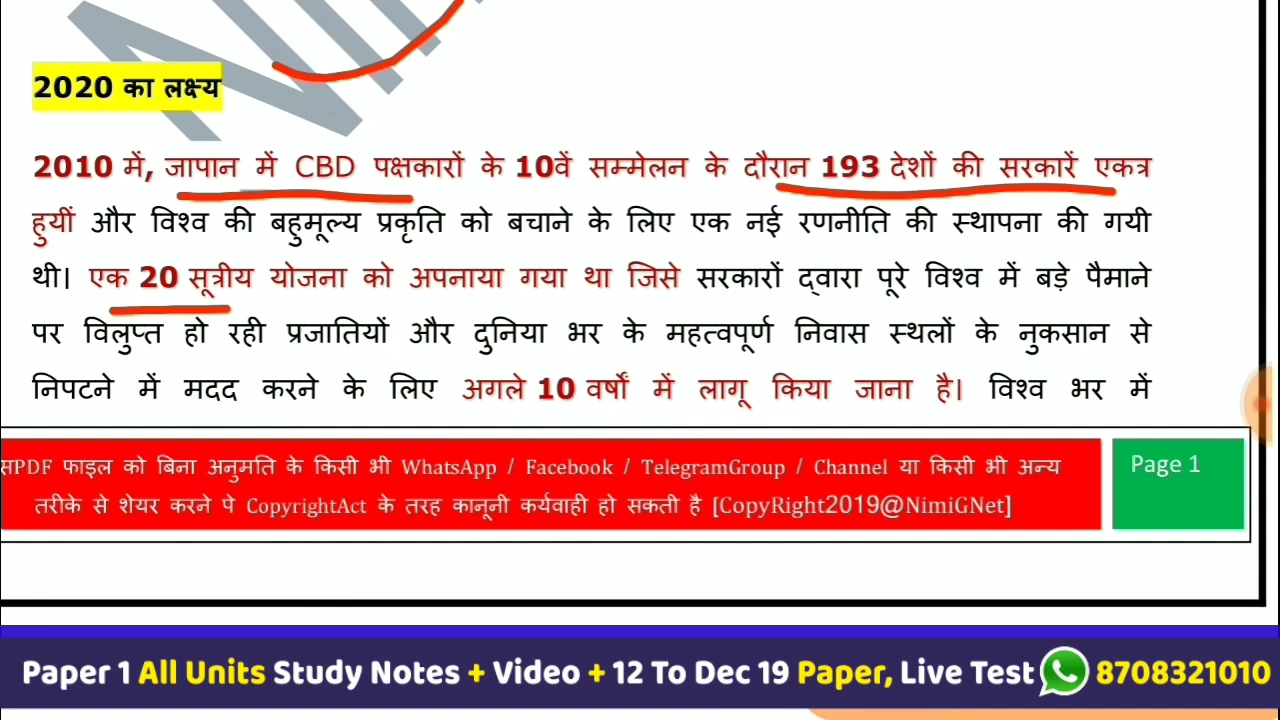 2020 का लक्ष्य
2010 में, जापान में CBD पक्षकारों के 10वें सम्मेलन के दौरान 193 देशों की सरकारें एकत्र
हुयीं और विश्व की बहुमूल्य प्रकृति को बचाने के लिए एक नई रणनीति की स्थापना की गयी
थी। एक 20 सूत्रीय योजना को अपनाया गया था जिसे सरकारों द्वारा पूरे विश्व में बड़े पैमाने
पर विलुप्त हो रही प्रजातियों और दुनिया भर के महत्वपूर्ण निवास स्थलों के नुकसान से
निपटने में मदद करने के लिए अगले 10 वर्षों में लागू किया जाना है। विश्व भर में
सPDF फाइल को बिना अनुमति के किसी भी WhatsApp / Facebook / TelegramGroup / Channel या किसी भी अन्य
तरीके से शेयर करने पे CopyrightAct के तरह कानूनी कर्यवाही हो सकती है [CopyRight2019@NimiGNet]
Page 1
Paper 1 All Units Study Notes + Video + 12 To Dec 19 Paper, Live Test 8708321010